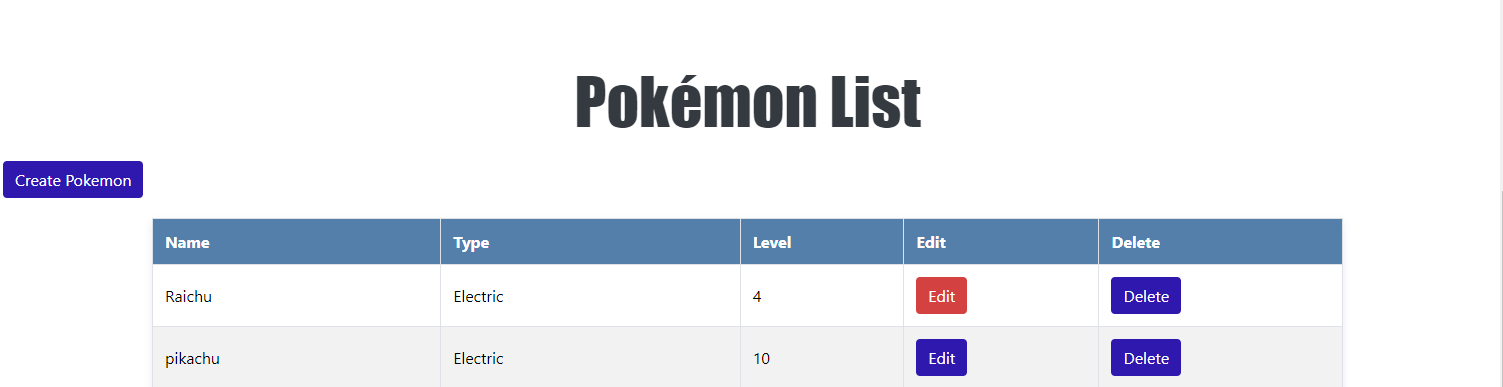 Pokémon List
Create Pokemon
Name Type Level Edit Delete
Raichu Electric 4 Edit Delete
pikachu Electric 10 Edit Delete